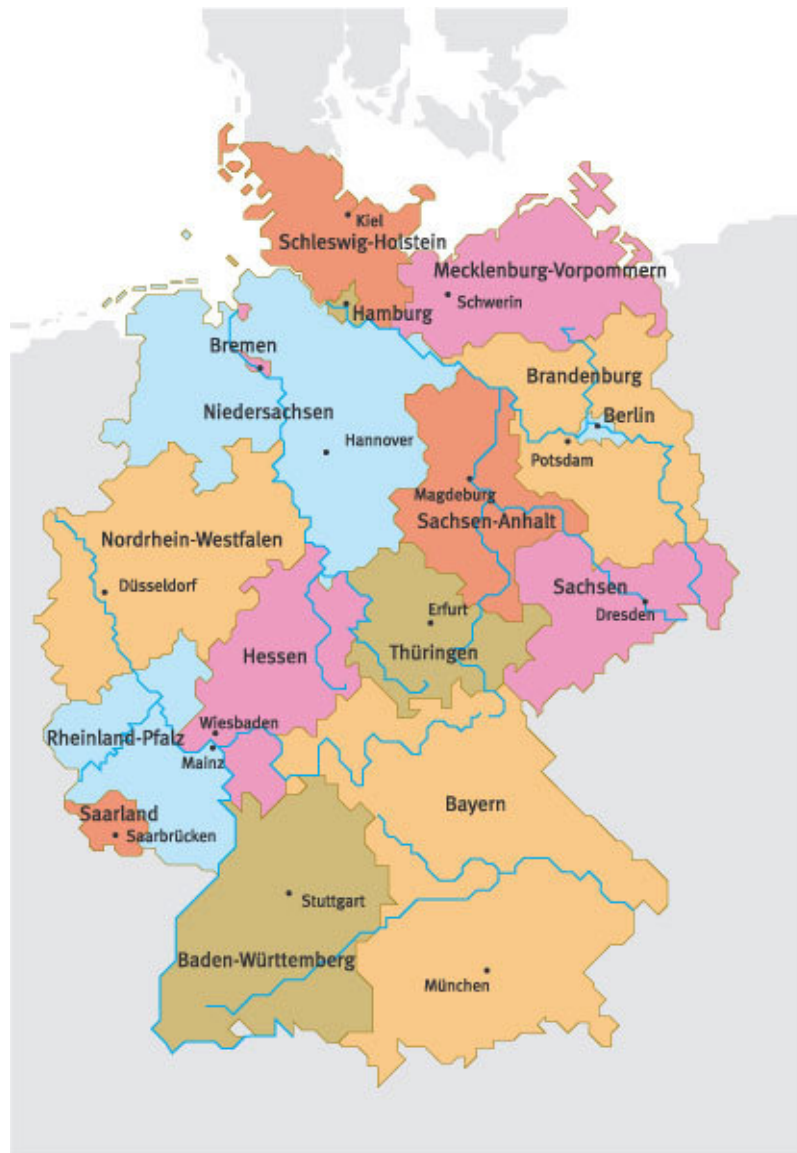 Kiel
Schleswig-Holstein
Mecklenburg-Vorpommern
Schwerin
Hamburg
Bremen
Brandenburg
Niedersachsen
Berlin
Hannover
Potsdam
Magdeburg
Sachsen-Anhalt
Nordrhein-Westfalen
Düsseldorf
Sachsen
Erfurt
Dresden
Hessen
Thüringen
Wiesbaden
Rheinland-Pfalz
Mainz
Bayern
Saarland
Saarbrücken
Stuttgart
Baden-Württemberg
München